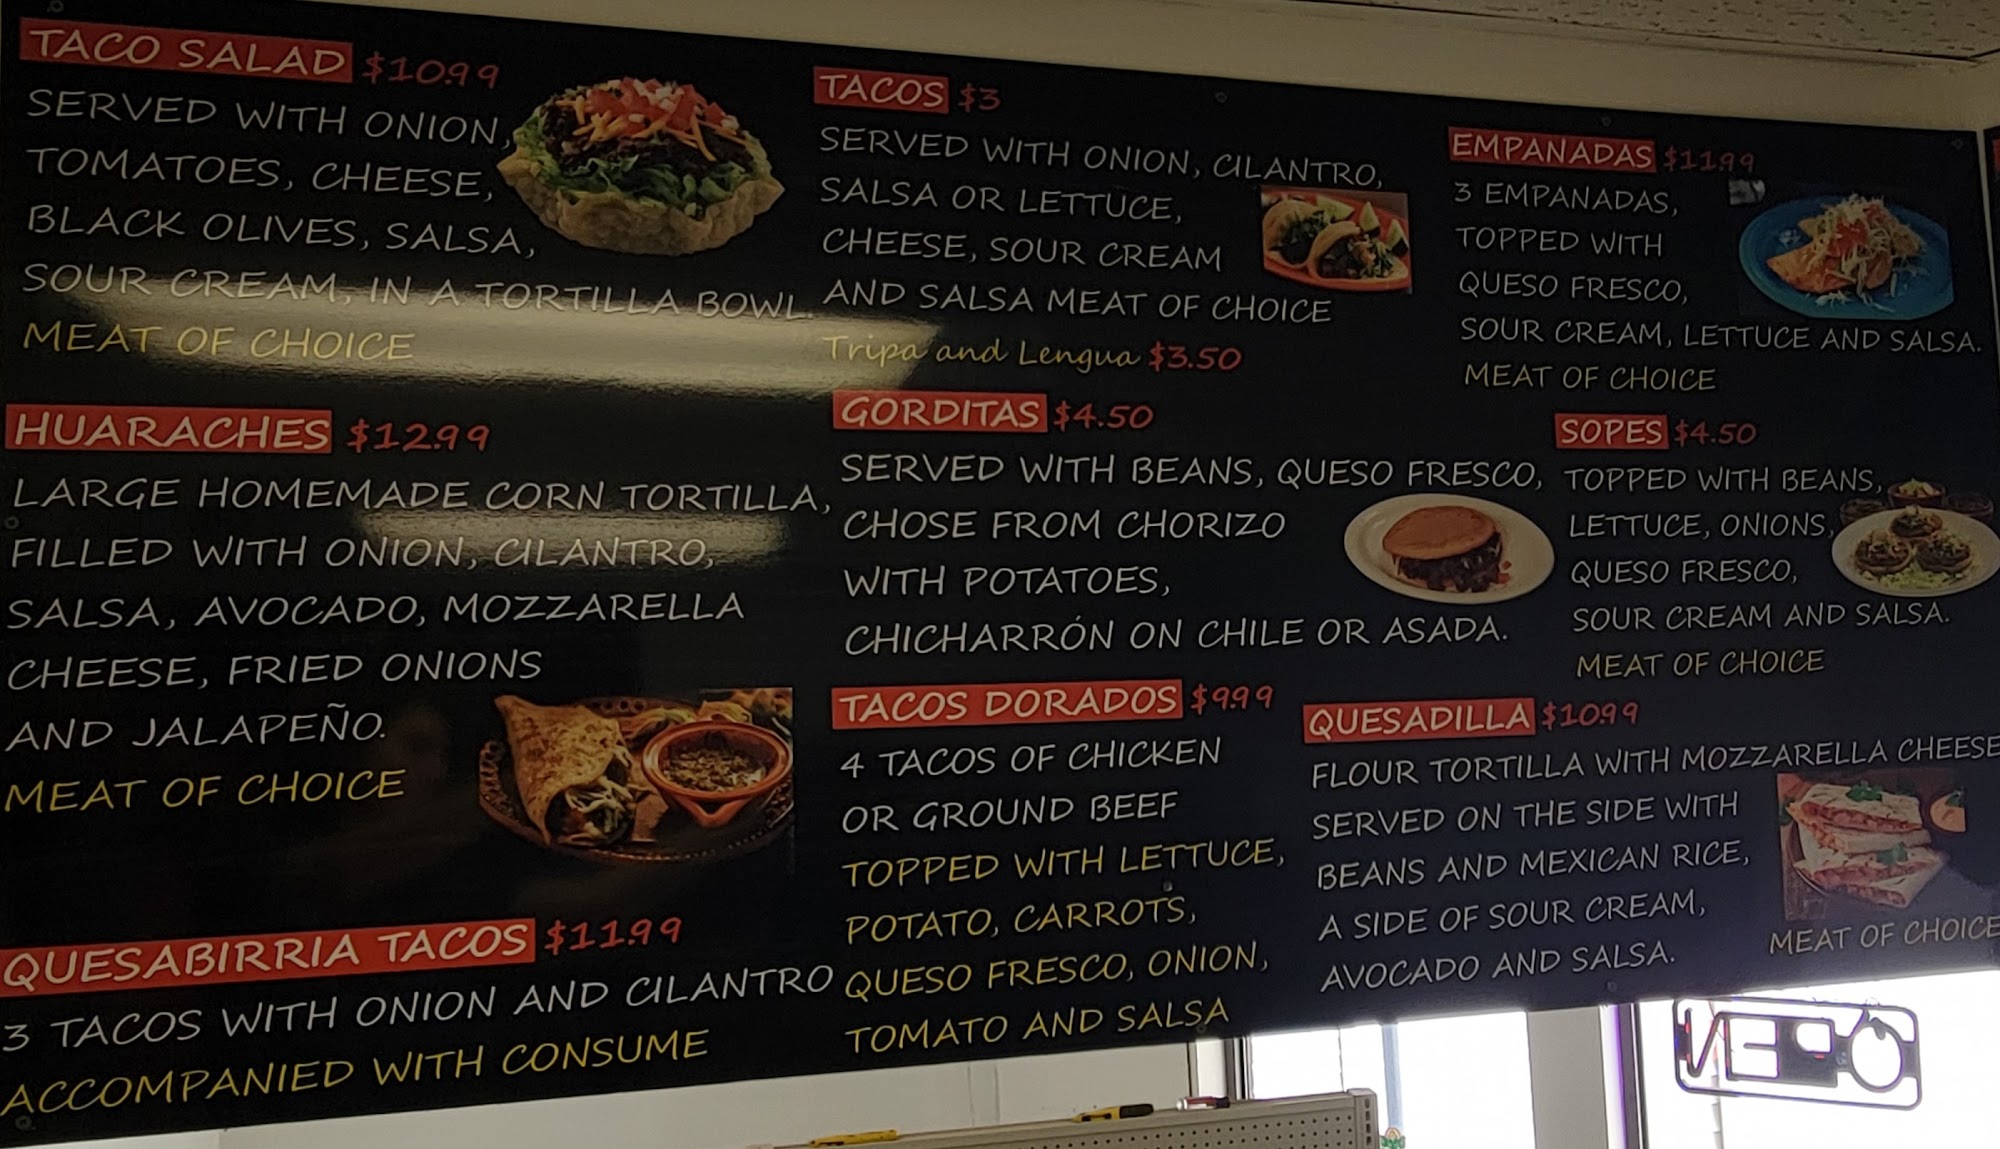 TACO SALAD $10.99
SERVED WITH ONION,
TOMATOES, CHEESE,
BLACK OLIVES, SALSA,
SOUR CREAM, IN A TORTILLA BOWL.
MEAT OF CHOICE
HUARACHES $12.99
LARGE HOMEMADE CORN TORTILLA,
FILLED WITH ONION, CILANTRO,
SALSA, AVOCADO, MOZZARELLA
CHEESE, FRIED ONIONS
AND JALAPEÑO.
MEAT OF CHOICE
QUESABIRRIA TACOS $11.99
3 TACOS WITH ONION AND CILANTRO
ACCOMPANIED WITH CONSUME
TACOS $3
SERVED WITH ONION, CILANTRO,
SALSA OR LETTUCE,
CHEESE, SOUR CREAM
AND SALSA MEAT OF CHOICE
Tripa and Lengua $3.50
GORDITAS $4.50
SERVED WITH BEANS, QUESO FRESCO,
CHOSE FROM CHORIZO
WITH POTATOES,
CHICHARRÓN ON CHILE OR ASADA.
TACOS DORADOS $9.99
4 TACOS OF CHICKEN
OR GROUND BEEF
TOPPED WITH LETTUCE,
POTATO, CARROTS,
QUESO FRESCO, ONION,
TOMATO AND SALSA
EMPANADAS $11.99
3 EMPANADAS,
TOPPED WITH
QUESO FRESCO,
SOUR CREAM, LETTUCE AND SALSA.
MEAT OF CHOICE
SOPES $4.50
TOPPED WITH BEANS,
LETTUCE, ONIONS,
QUESO FRESCO,
SOUR CREAM AND SALSA.
MEAT OF CHOICE
QUESADILLA $10.99
FLOUR TORTILLA WITH MOZZARELLA CHEESE
SERVED ON THE SIDE WITH
BEANS AND MEXICAN RICE,
A SIDE OF SOUR CREAM,
AVOCADO AND SALSA.
MEAT OF CHOICE
OPEN